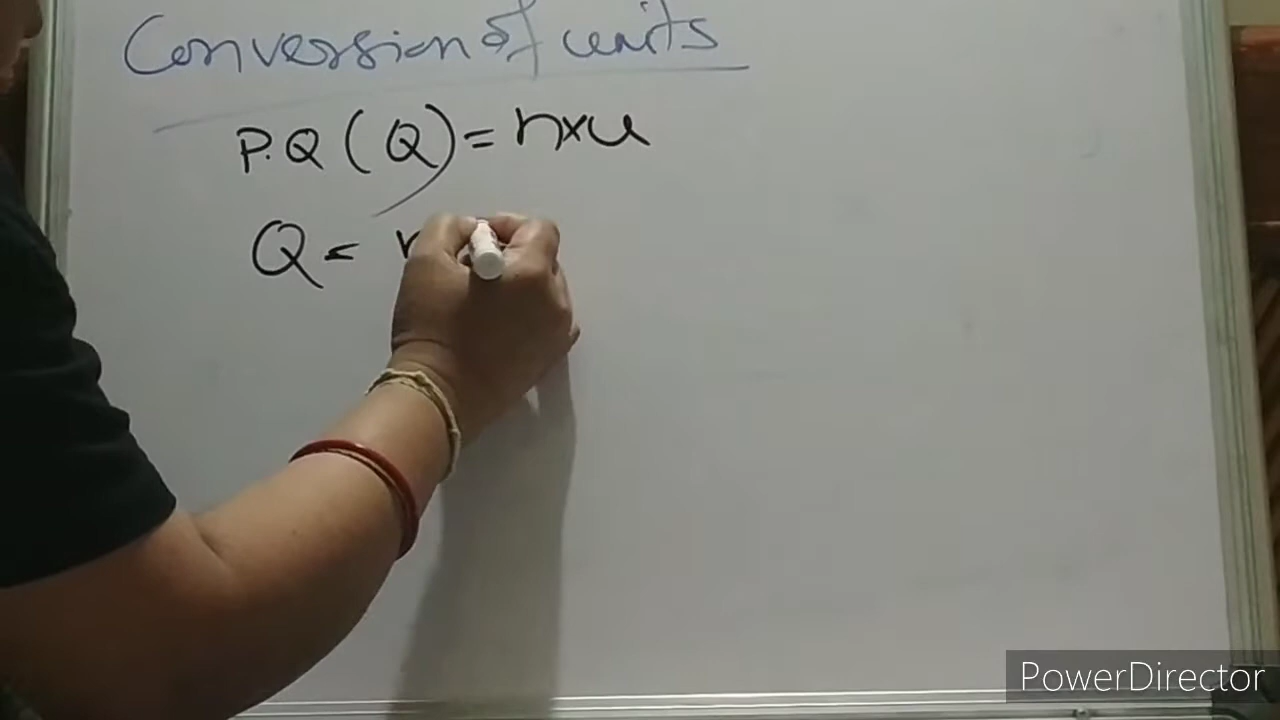 Conversion of units
P.Q (Q) = n×u
Q =
PowerDirector